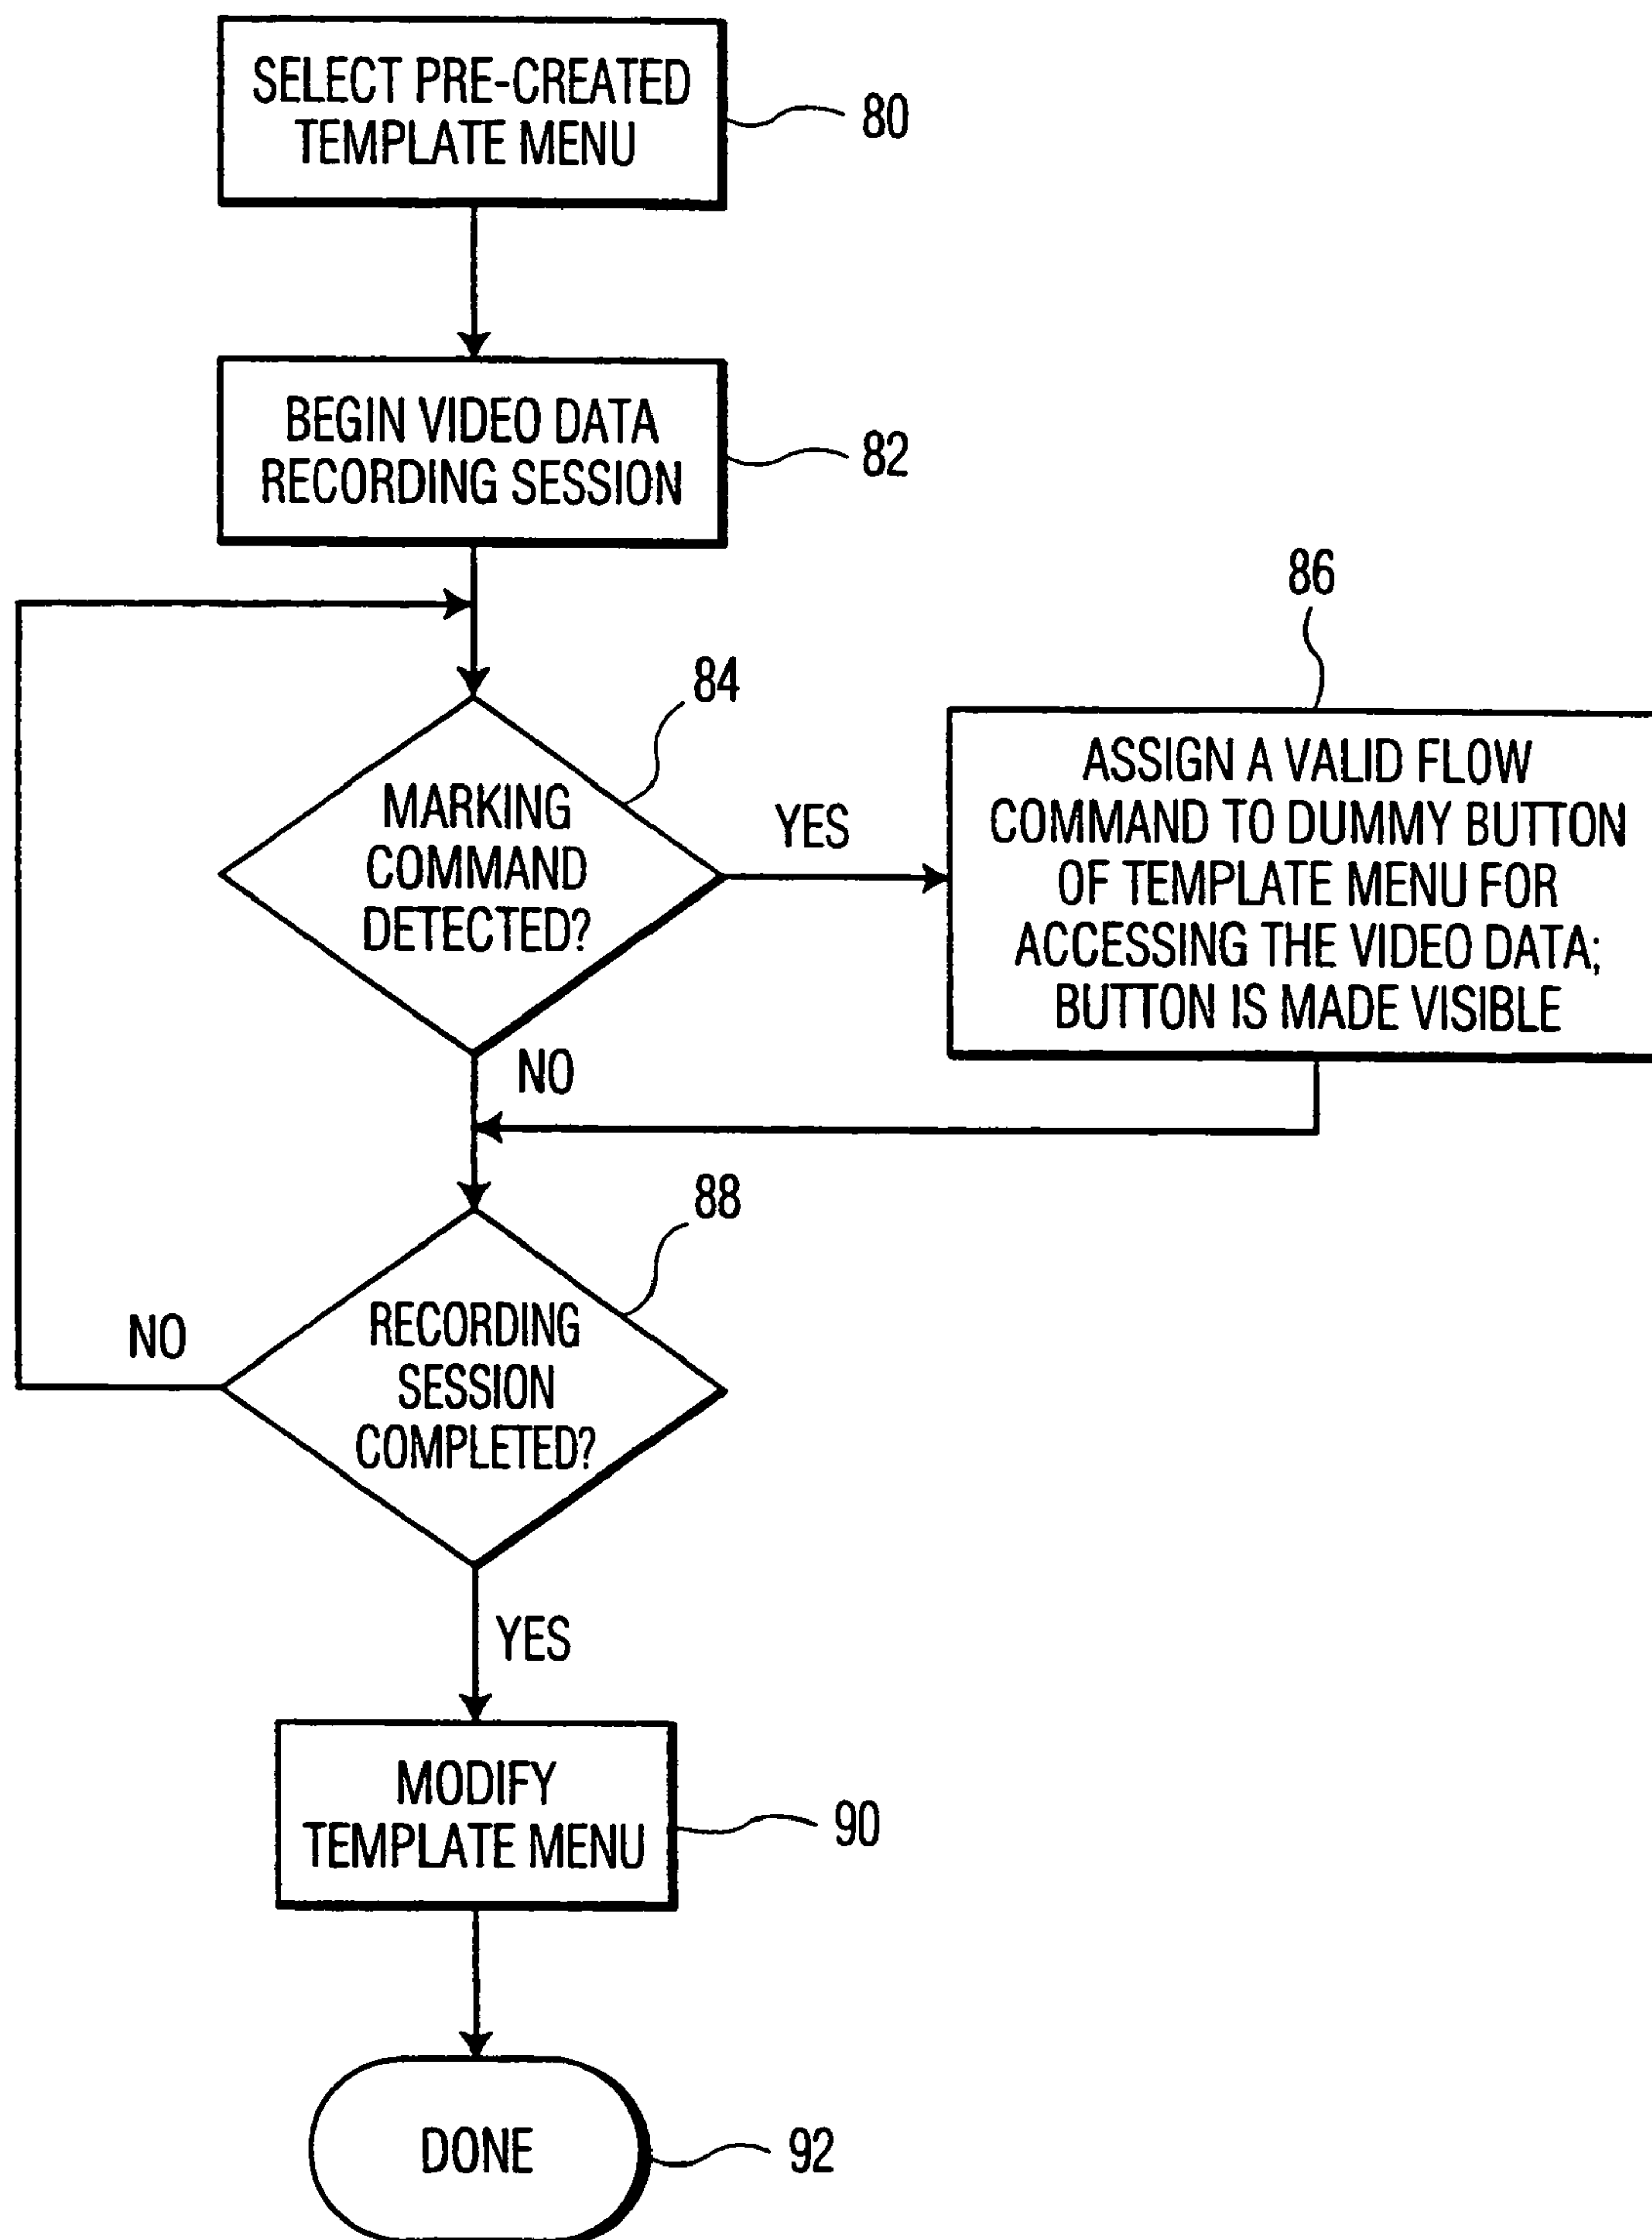 SELECT PRE-CREATED
TEMPLATE MENU
80
BEGIN VIDEO DATA
RECORDING SESSION
82
84
MARKING
COMMAND
DETECTED?
YES
NO
86
ASSIGN A VALID FLOW
COMMAND TO DUMMY BUTTON
OF TEMPLATE MENU FOR
ACCESSING THE VIDEO DATA;
BUTTON IS MADE VISIBLE
88
RECORDING
SESSION
COMPLETED?
NO
YES
MODIFY
TEMPLATE MENU
90
DONE
92